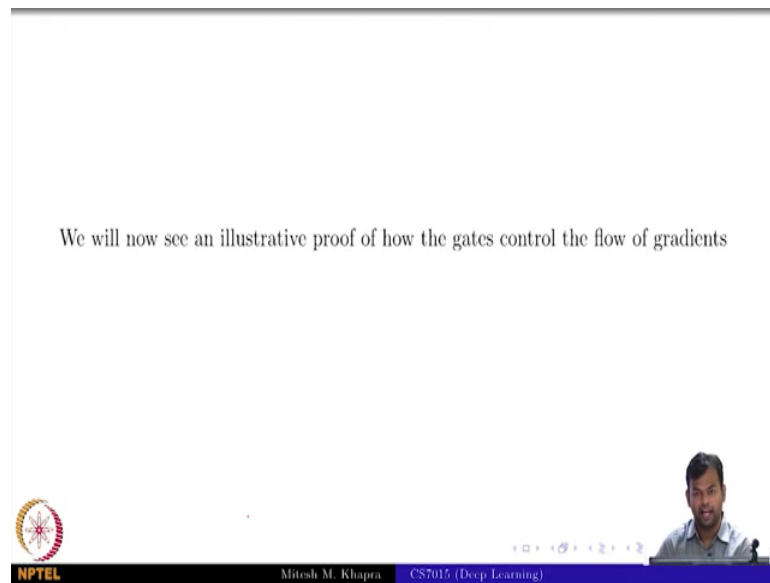 We will now see an illustrative proof of how the gates control the flow of gradients
NPTEL
Mitesh M. Khapra
CS7015 (Deep Learning)